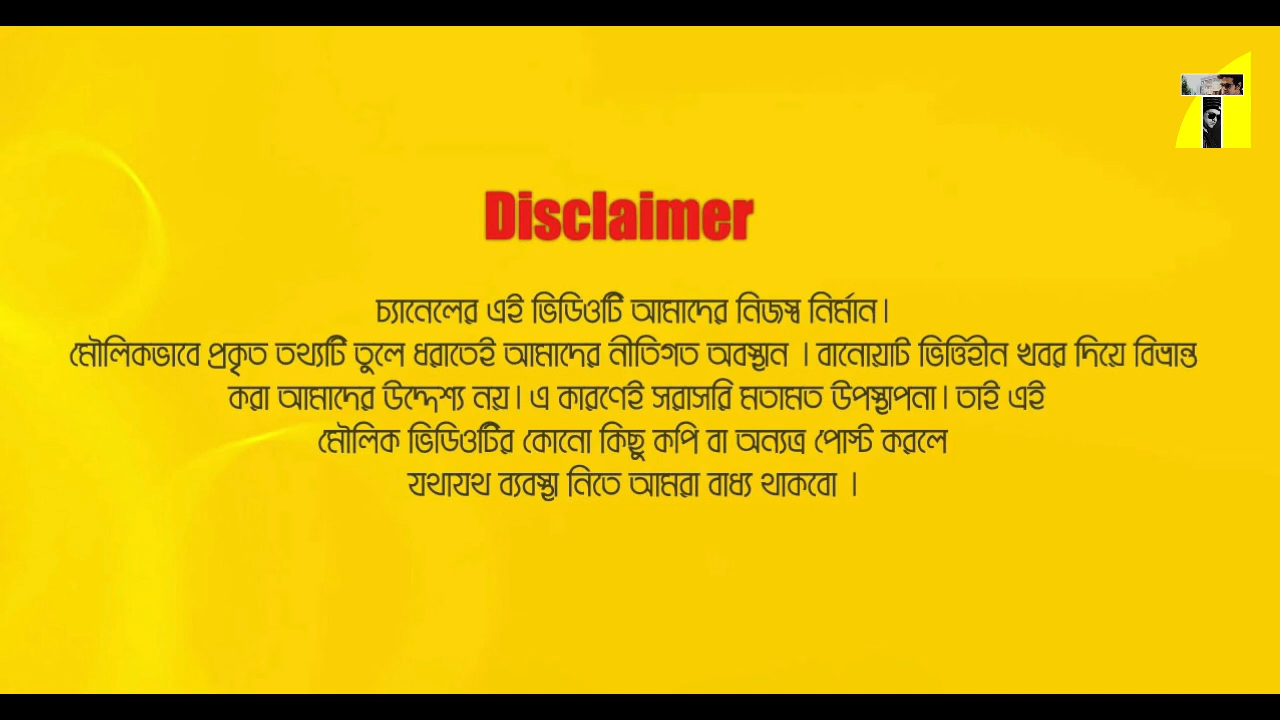 Disclaimer
চ্যানেলের এই ভিডিওটি আমাদের নিজস্ব নির্মান।
মৌলিকভাবে প্রকৃত তথ্যটি তুলে ধরাতেই আমাদের নীতিগত অবস্থান । বানোয়াট ভিত্তিহীন খবর দিয়ে বিভ্রান্ত
করা আমাদের উদ্দেশ্য নয়। এ কারণেই সরাসরি মতামত উপস্থাপনা। তাই এই
মৌলিক ভিডিওটির কোনো কিছু কপি বা অন্যত্র পোস্ট করলে
যথাযথ ব্যবস্থা নিতে আমরা বাধ্য থাকবো ।